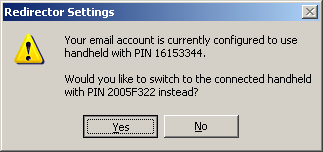 Redirector Settings
Your email account is currently configured to use
handheld with PIN 16153344.
Would you like to switch to the connected handheld
with PIN 2005F322 instead?
Yes
No